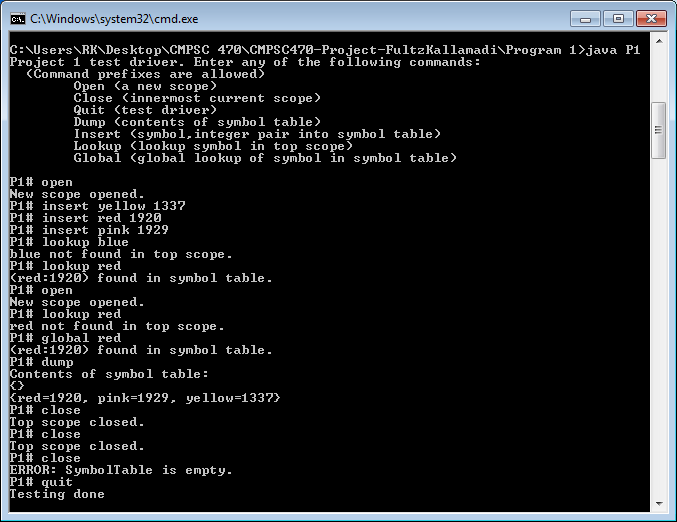 C:\Windows\system32\cmd.exe
C:\Users\RK\Desktop\CMPSC 470\CMPSC470-Project-FultzKallamadi\Program 1>java P1
Project 1 test driver. Enter any of the following commands:
  (Command prefixes are allowed)
        Open (a new scope)
        Close (innermost current scope)
        Quit (test driver)
        Dump (contents of symbol table)
        Insert (symbol,integer pair into symbol table)
        Lookup (lookup symbol in top scope)
        Global (global lookup of symbol in symbol table)
P1# open
New scope opened.
P1# insert yellow 1337
P1# insert red 1920
P1# insert pink 1929
P1# lookup blue
blue not found in top scope.
P1# lookup red
(red:1920) found in symbol table.
P1# open
New scope opened.
P1# lookup red
red not found in top scope.
P1# global red
(red:1920) found in symbol table.
P1# dump
Contents of symbol table:
{}
{red=1920, pink=1929, yellow=1337}
P1# close
Top scope closed.
P1# close
Top scope closed.
P1# close
ERROR: SymbolTable is empty.
P1# quit
Testing done